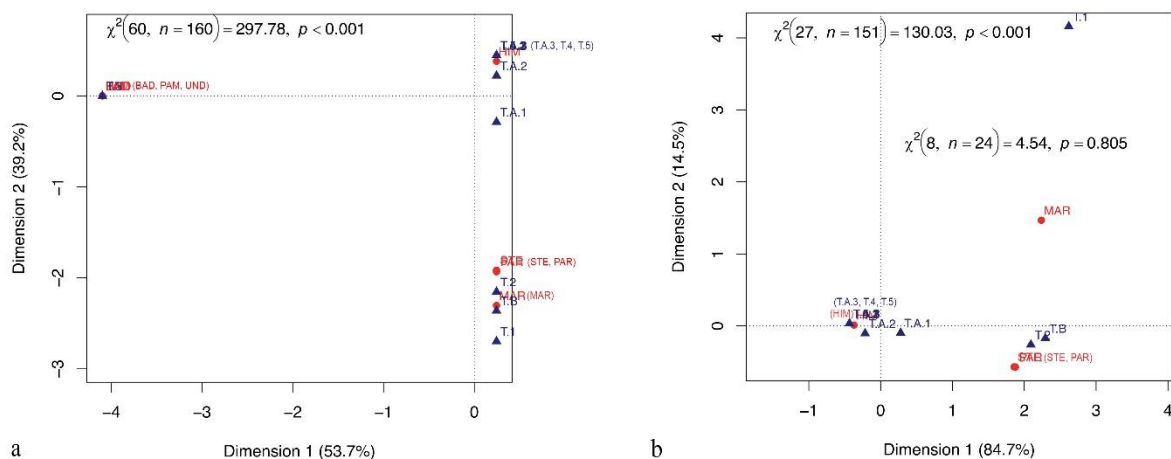 χ²(60, n = 160) = 297.78, p < 0.001
(T.A.3, T.4, T.5)
HIM
T.A.2
(BAD, PAM, UND)
T.A.1
(STE, PAR)
T.2
MAR (MAR)
T.B
T.1
0
−1
−2
−3
−4 −3 −2 −1 0
Dimension 2 (39.2%)
Dimension 1 (53.7%)
a
χ²(27, n = 151) = 130.03, p < 0.001
T.1
χ²(8, n = 24) = 4.54, p = 0.805
MAR
(T.A.3, T.4, T.5)
(HIM)
T.A.2
T.A.1
T.B
T.2
(STE, PAR)
4
3
2
1
0
−1 0 1 2 3 4
Dimension 2 (14.5%)
Dimension 1 (84.7%)
b